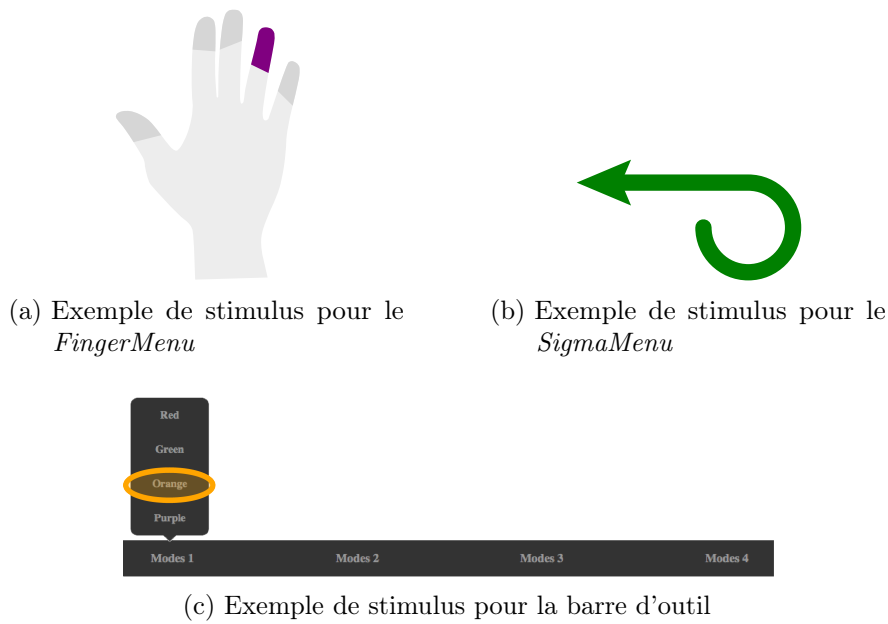 (a) Exemple de stimulus pour le
FingerMenu
(b) Exemple de stimulus pour le
SigmaMenu
Red
Green
Orange
Purple
Modes 1
Modes 2
Modes 3
Modes 4
(c) Exemple de stimulus pour la barre d'outil